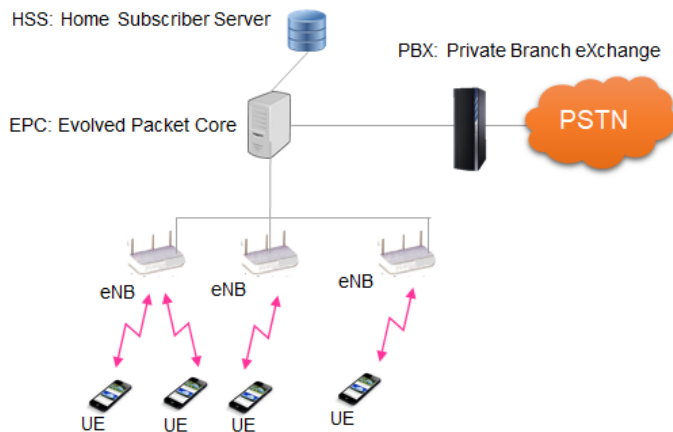 HSS: Home Subscriber Server
PBX: Private Branch eXchange
EPC: Evolved Packet Core
PSTN
eNB
eNB
eNB
UE
UE
UE
UE